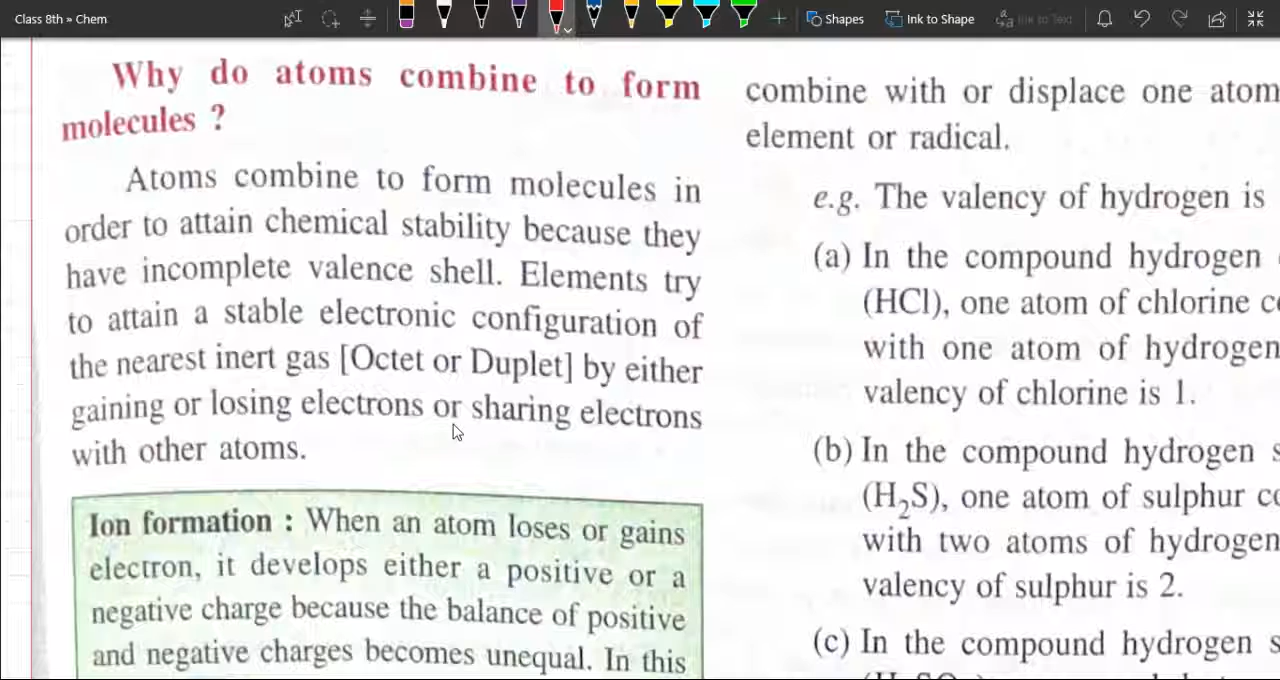 Class 8th » Chem
Shapes
Ink to Shape
Ink to Text
Why do atoms combine to form
molecules ?
Atoms combine to form molecules in
order to attain chemical stability because they
have incomplete valence shell. Elements try
to attain a stable electronic configuration of
the nearest inert gas [Octet or Duplet] by either
gaining or losing electrons or sharing electrons
with other atoms.
Ion formation : When an atom loses or gains
electron, it develops either a positive or a
negative charge because the balance of positive
and negative charges becomes unequal. In this
combine with or displace one atom
element or radical.
e.g. The valency of hydrogen is
(a) In the compound hydrogen
(HCl), one atom of chlorine
with one atom of hydrogen
valency of chlorine is 1.
(b) In the compound hydrogen
(H₂S), one atom of sulphur
with two atoms of hydrogen
valency of sulphur is 2.
(c) In the compound hydrogen